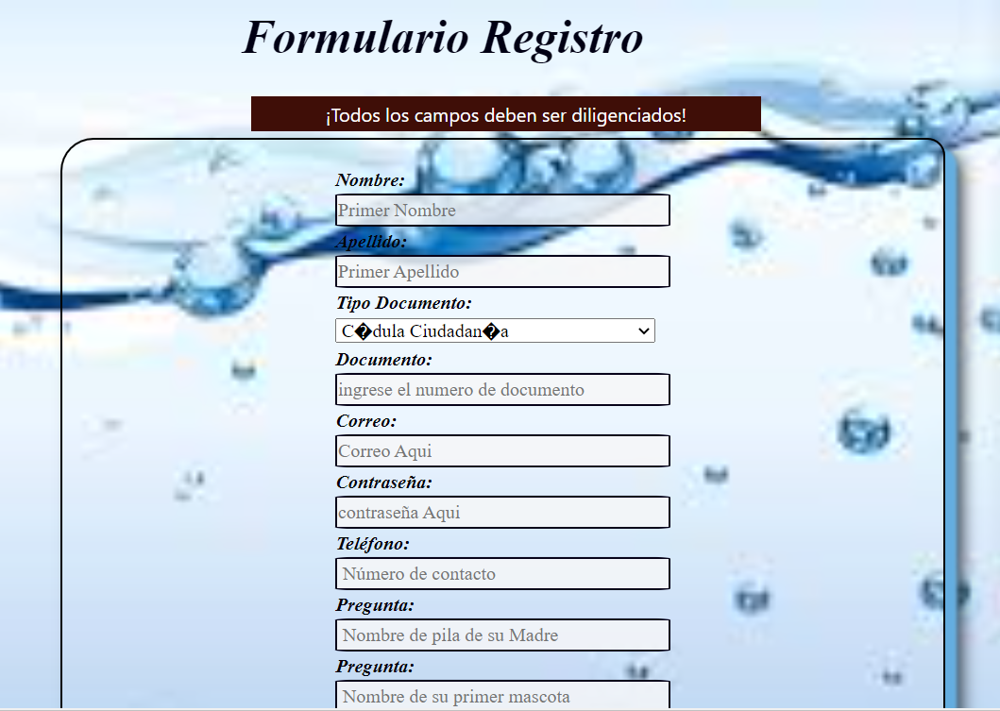 Formulario Registro
¡Todos los campos deben ser diligenciados!
Nombre:
Primer Nombre
Apellido:
Primer Apellido
Tipo Documento:
C�dula Ciudadan�a
Documento:
ingrese el numero de documento
Correo:
Correo Aqui
Contraseña:
contraseña Aqui
Teléfono:
Número de contacto
Pregunta:
Nombre de pila de su Madre
Pregunta:
Nombre de su primer mascota